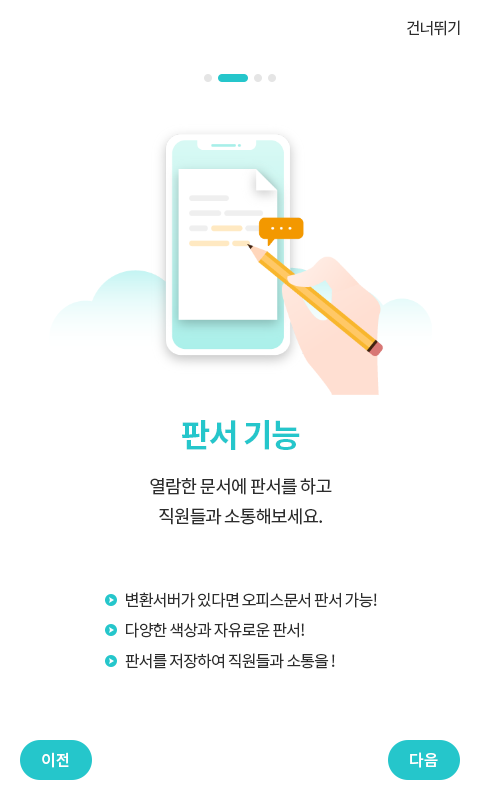 건너뛰기
판서 기능
열람한 문서에 판서를 하고
직원들과 소통해보세요.
변환서버가 있다면 오피스문서 판서 가능!
다양한 색상과 자유로운 판서!
판서를 저장하여 직원들과 소통을 !
이전
다음